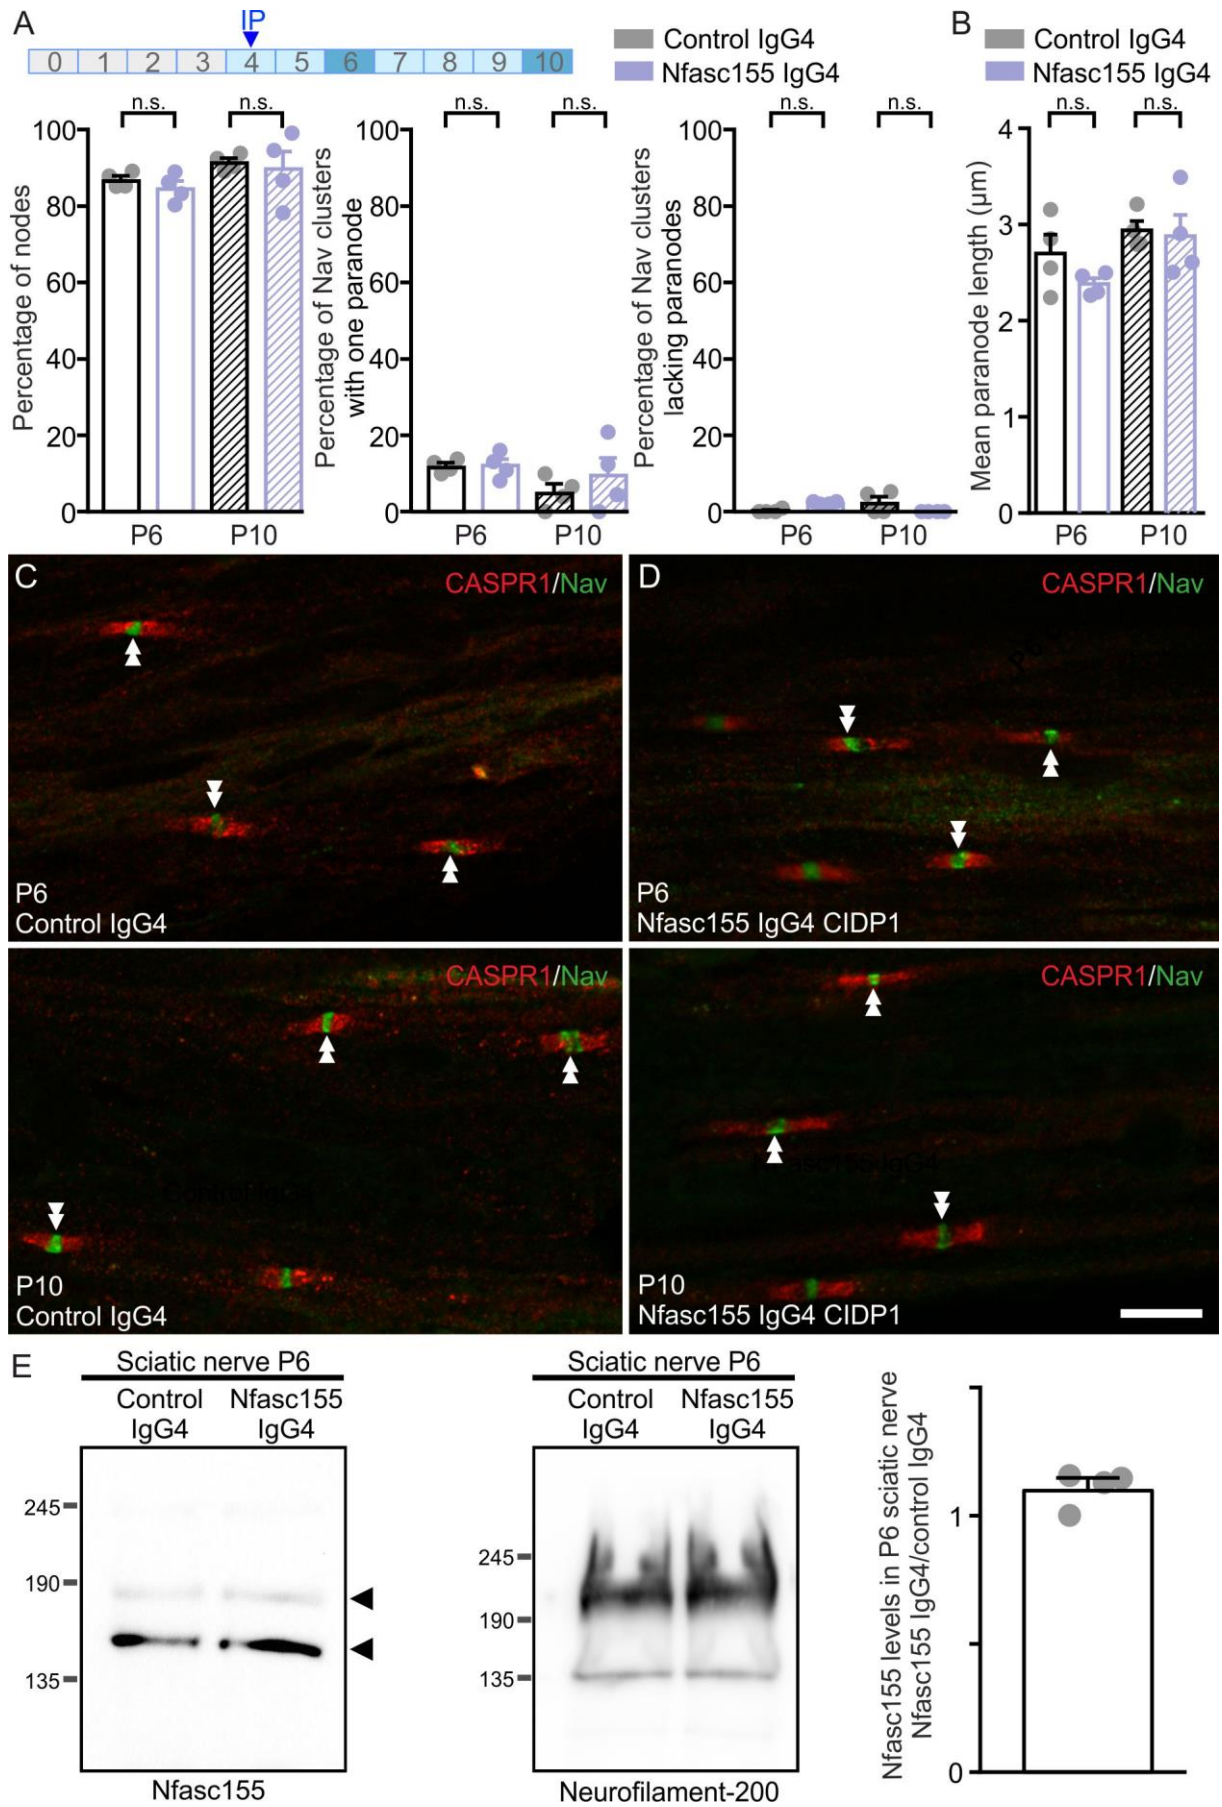 A
IP
0 1 2 3 4 5 6 7 8 9 10
Control IgG4
Nfasc155 IgG4
B
Control IgG4
Nfasc155 IgG4
n.s. n.s.
n.s. n.s.
n.s. n.s.
n.s. n.s.
Percentage of nodes
100
80
60
40
20
0
P6 P10
Percentage of Nav clusters
with one paranode
100
80
60
40
20
0
P6 P10
Percentage of Nav clusters
lacking paranodes
100
80
60
40
20
0
P6 P10
Mean paranode length (µm)
4
3
2
1
0
P6 P10
C
CASPR1/Nav
P6
Control IgG4
D
CASPR1/Nav
P6
Nfasc155 IgG4 CIDP1
CASPR1/Nav
P10
Control IgG4
CASPR1/Nav
P10
Nfasc155 IgG4 CIDP1
E
Sciatic nerve P6
Control Nfasc155
IgG4 IgG4
245
190
135
Nfasc155
Sciatic nerve P6
Control Nfasc155
IgG4 IgG4
245
190
135
Neurofilament-200
Nfasc155 levels in P6 sciatic nerve
Nfasc155 IgG4/control IgG4
1
0